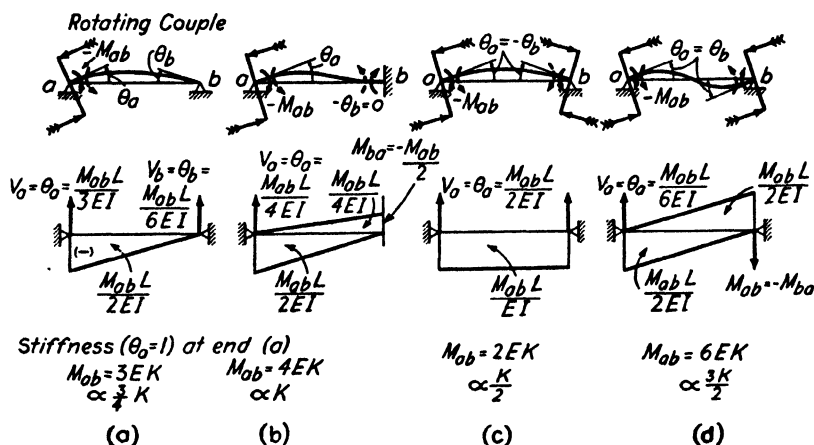 Rotating Couple
-Mab θb
a θa b
θa
a b
-Mab -θb=0
θa=-θb
a b
-Mab
θa=θb
a b
-Mab
Va=θa= MabL/3EI Vb=θb= MabL/6EI
(-)
MabL/2EI
Va=θa= MabL/4EI MabL/4EI
Mba= -Mab/2
MabL/2EI
Va=θa= MabL/2EI
MabL/EI
Va=θa= MabL/6EI MabL/2EI
MabL/2EI Mab=-Mba
Stiffness (θa=1) at end (a)
Mab=3EK Mab=4EK Mab=2EK Mab=6EK
∝ 3/4 K ∝K ∝ K/2 ∝ 3K/2
(a) (b) (c) (d)